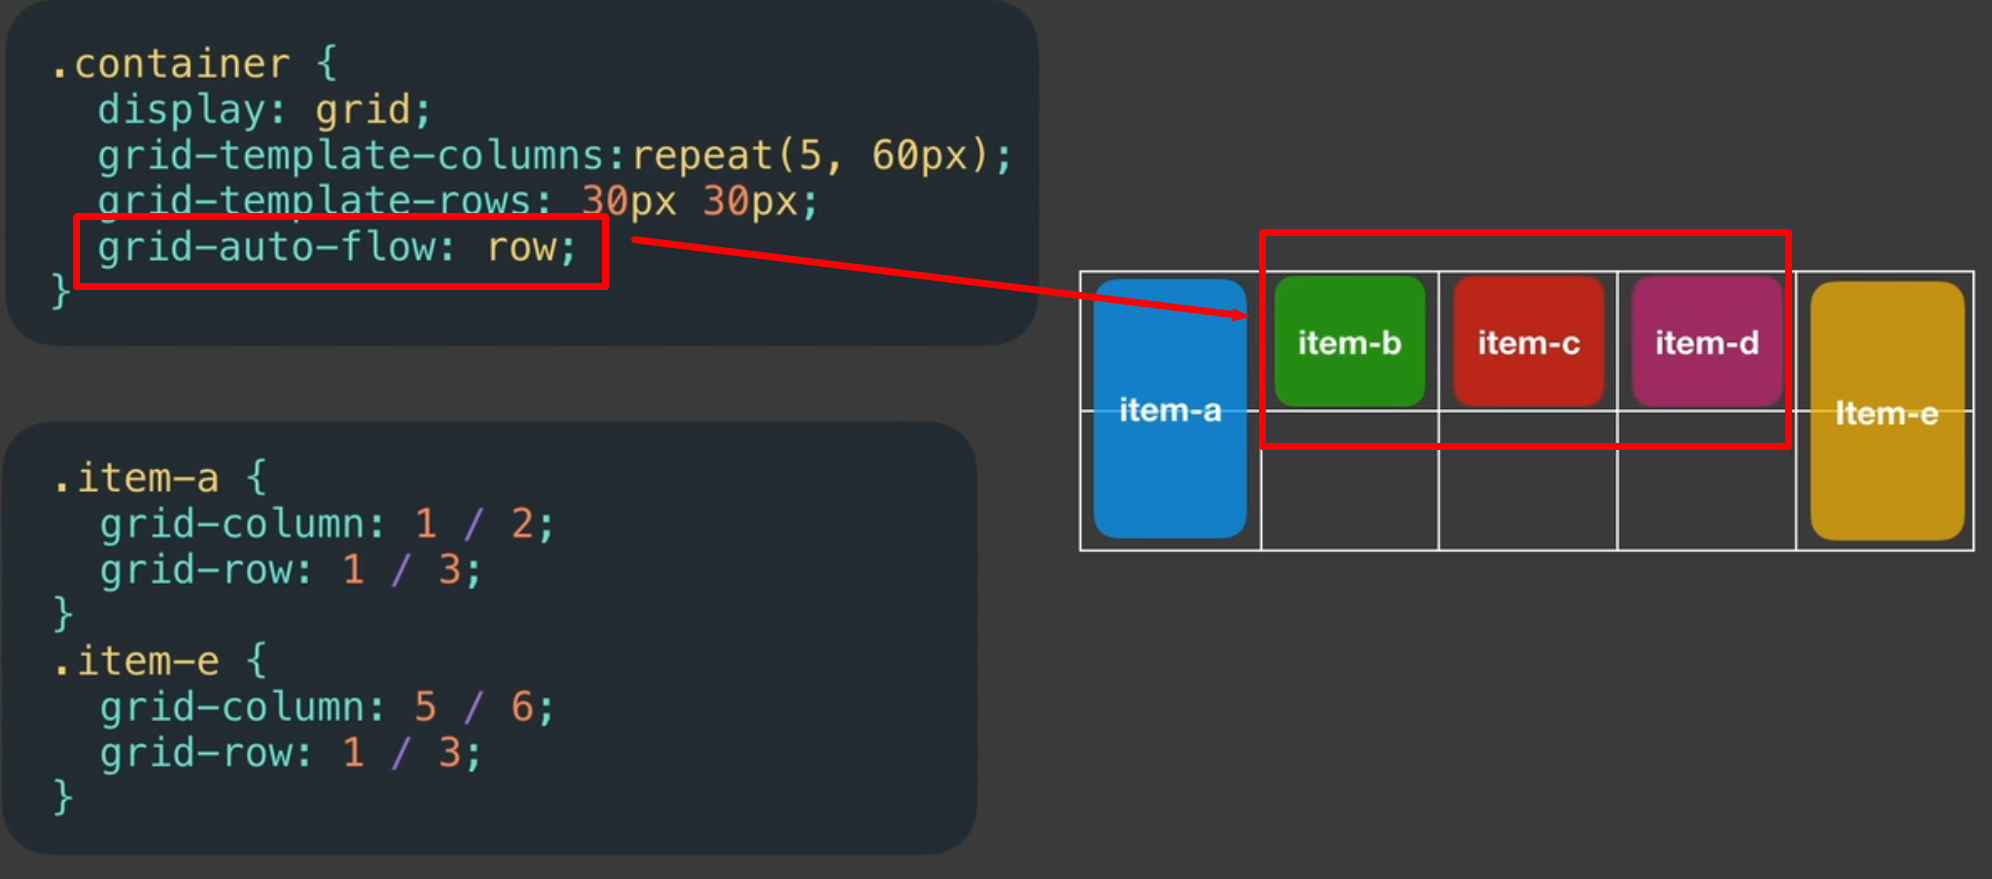 .container {
display: grid;
grid-template-columns:repeat(5, 60px);
grid-template-rows: 30px 30px;
grid-auto-flow: row;
}
.item-a {
grid-column: 1 / 2;
grid-row: 1 / 3;
}
.item-e {
grid-column: 5 / 6;
grid-row: 1 / 3;
}
item-a
item-b
item-c
item-d
Item-e